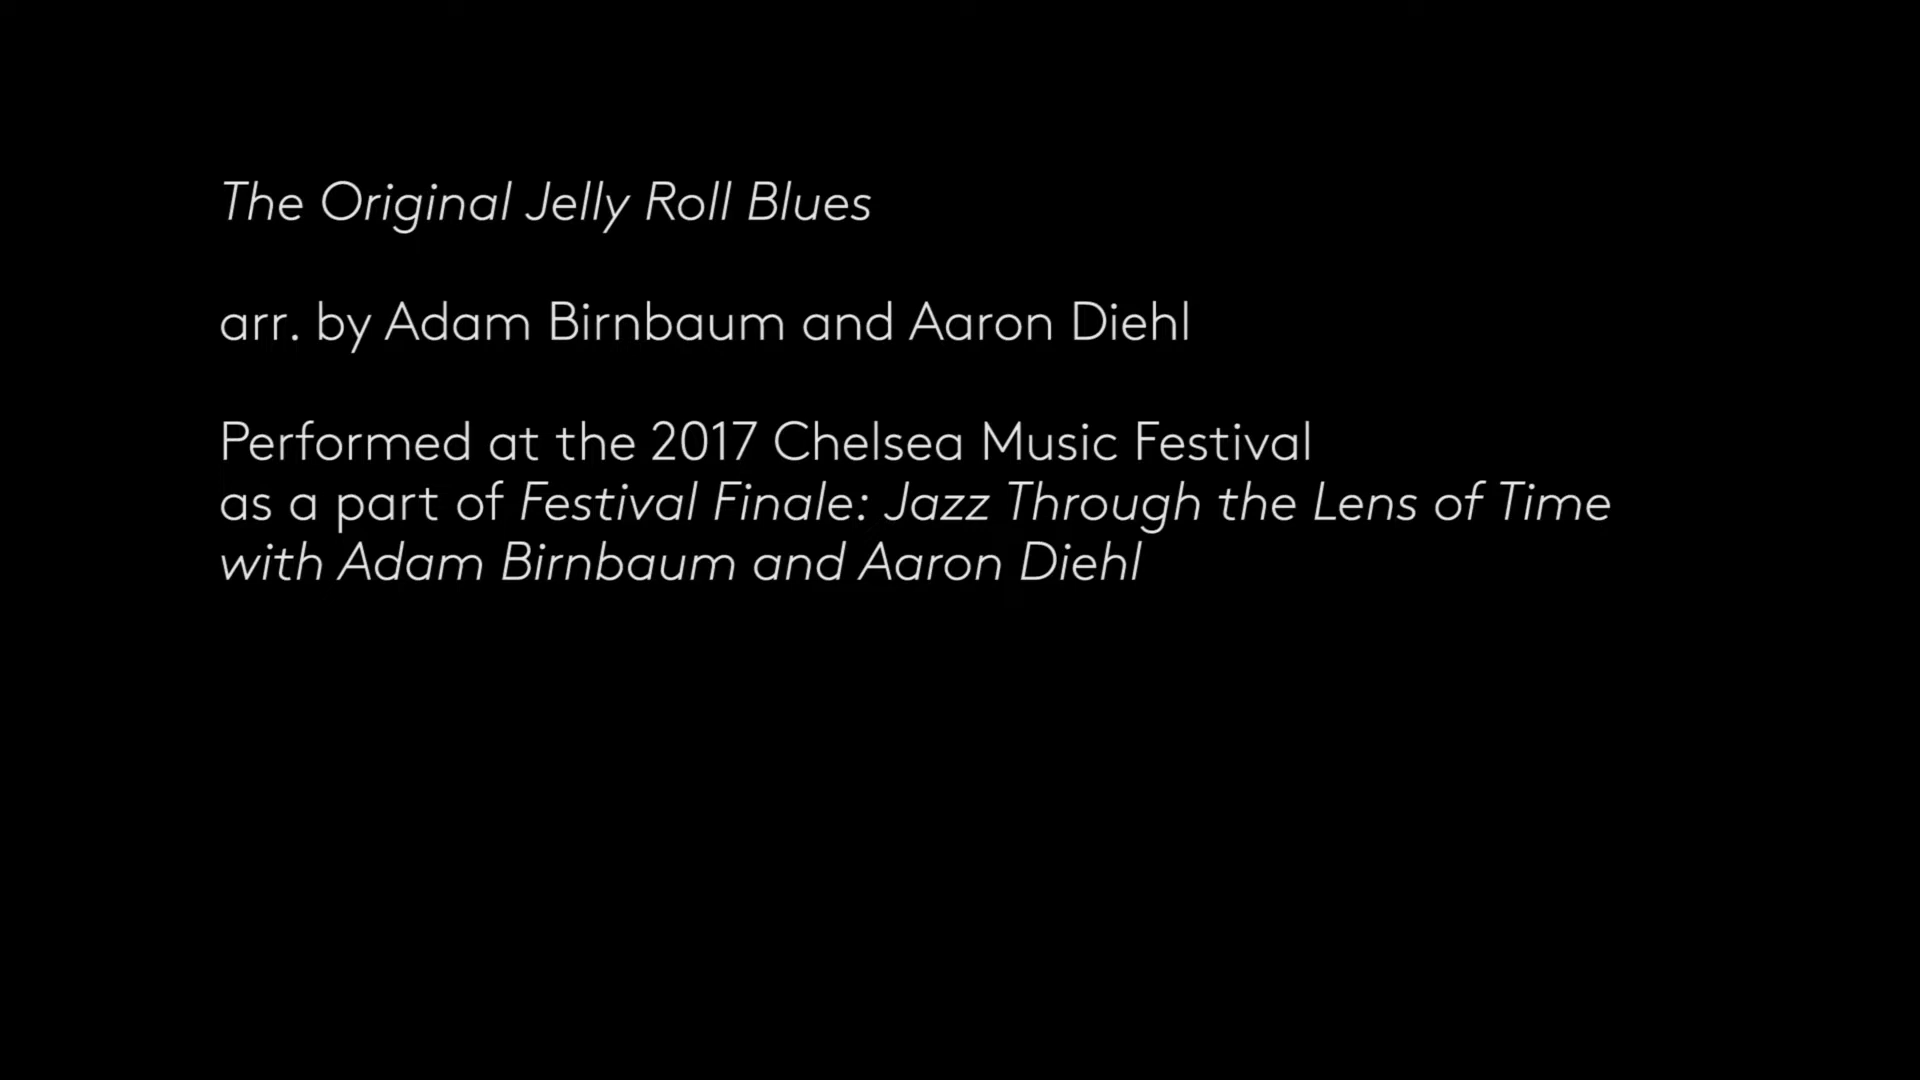 The Original Jelly Roll Blues
arr. by Adam Birnbaum and Aaron Diehl
Performed at the 2017 Chelsea Music Festival
as a part of Festival Finale: Jazz Through the Lens of Time
with Adam Birnbaum and Aaron Diehl